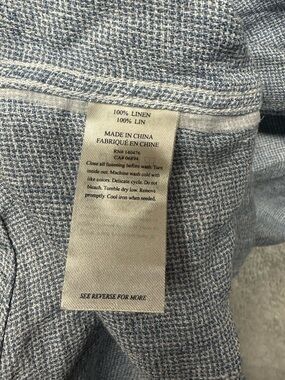 100% LINEN
100% LIN
MADE IN CHINA
FABRIQUÉ EN CHINE
RN# 140476
CA# 06894
Close all fastening before wash. Turn
inside out. Machine wash cold with
like colors. Delicate cycle. Do not
bleach. Tumble dry low. Remove
promptly. Cool iron when needed.
SEE REVERSE FOR MORE